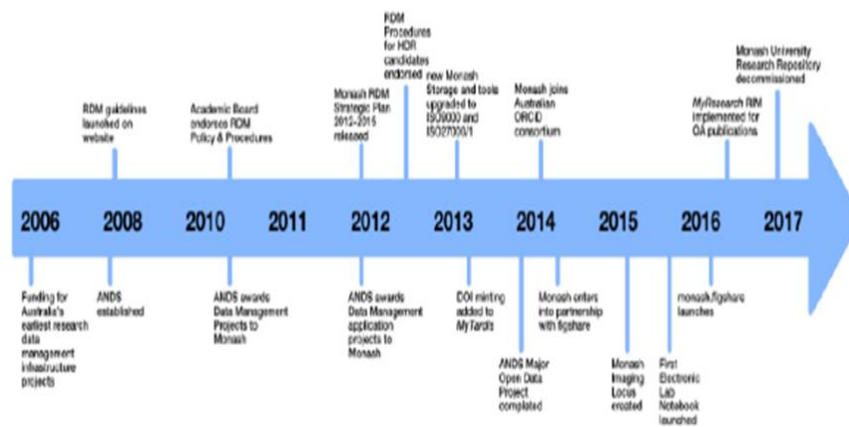 RDM guidelines
launched on
website
Academic Board
endorses RDM
Policy & Procedures
Monash RDM
Strategic Plan
2012-2015
released
RDM
Procedures
for HDR
candidates
endorsed
new Monash
Storage and tools
upgraded to
ISO9000 and
ISO27000/1
Monash joins
Australian
ORCID
consortium
MyResearch RIM
implemented for
OA publications
Monash University
Research Repository
decommissioned
2006 2008 2010 2011 2012 2013 2014 2015 2016 2017
Funding for
Australia's
earliest research
data
management
infrastructure
projects
ANDS
established
ANDS awards
Data Management
Projects to
Monash
ANDS awards
Data Management
application
projects to
Monash
DOI minting
added to
MyTardis
ANDS Major
Open Data
Project
completed
Monash enters
into partnership
with figshare
Monash
Imaging
Locus
created
First
Electronic
Lab
Notebook
launched
monash.figshare
launches